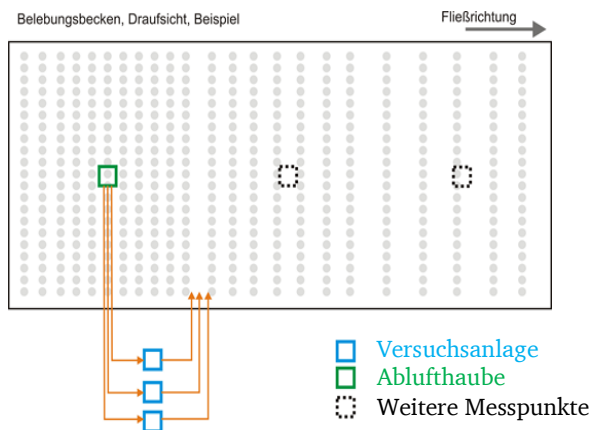 Belebungsbecken, Draufsicht, Beispiel
Fließrichtung
Versuchsanlage
Ablufthaube
Weitere Messpunkte